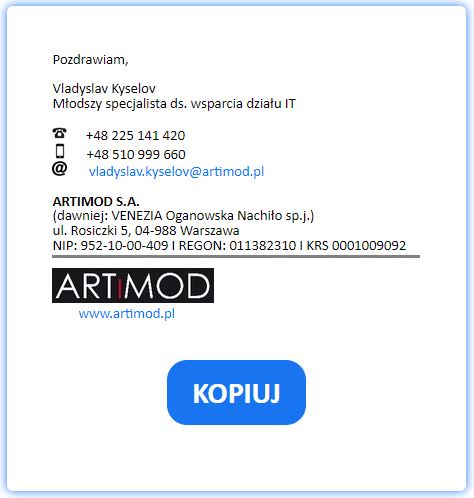 Pozdrawiam,
Vladyslav Kyselov
Młodszy specjalista ds. wsparcia działu IT
+48 225 141 420
+48 510 999 660
@ vladyslav.kyselov@artimod.pl
ARTIMOD S.A.
(dawniej: VENEZIA Oganowska Nachiło sp.j.)
ul. Rosiczki 5, 04-988 Warszawa
NIP: 952-10-00-409 I REGON: 011382310 I KRS 0001009092
ARTIMOD
www.artimod.pl
KOPIUJ